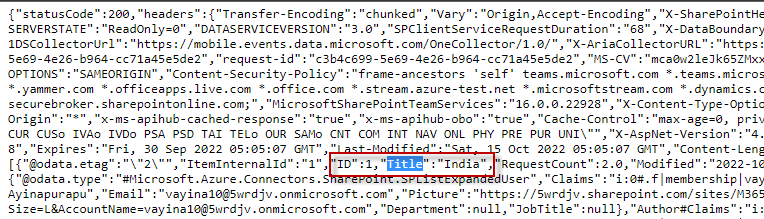 {"statusCode":200,"headers":{"Transfer-Encoding":"chunked","Vary":"Origin,Accept-Encoding","X-SharePointHe
SERVERSTATE":"ReadOnly=0","DATASERVICEVERSION":"3.0","SPClientServiceRequestDuration":"68","X-DataBoundary
1DSCollectorUrl":"https://mobile.events.data.microsoft.com/OneCollector/1.0/","X-AriaCollectorURL":"https:
5e69-4e26-b964-cc71a45e5de2","request-id":"c3b4c699-5e69-4e26-b964-cc71a45e5de2","MS-CV":"mca0w2leJk65ZMxx
OPTIONS":"SAMEORIGIN","Content-Security-Policy":"frame-ancestors 'self' teams.microsoft.com *.teams.micros
*.yammer.com *.officeapps.live.com *.office.com *.stream.azure-test.net *.microsoftstream.com *.dynamics.c
securebroker.sharepointonline.com;","MicrosoftSharePointTeamServices":"16.0.0.22928","X-Content-Type-Optio
Origin":"*","x-ms-apihub-cached-response":"true","x-ms-apihub-obo":"true","Cache-Control":"max-age=0, priv
CUR CUSo IVAo IVDo PSA PSD TAI TELo OUR SAMo CNT COM INT NAV ONL PHY PRE PUR UNI\"","X-AspNet-Version":"4.
8","Expires":"Fri, 30 Sep 2022 05:05:07 GMT","Last-Modified":"Sat, 15 Oct 2022 05:05:07 GMT","Content-Leng
[{"@odata.etag":"\"2\"","ItemInternalId":"1","ID":1,"Title":"India","RequestCount":2.0,"Modified":"2022-10
{"@odata.type":"#Microsoft.Azure.Connectors.SharePoint.SPListExpandedUser","Claims":"i:0#.f|membership|vay
Ayinapurapu","Email":"vayina10@5wrdjv.onmicrosoft.com","Picture":"https://5wrdjv.sharepoint.com/sites/M365
Size=L&AccountName=vayina10@5wrdjv.onmicrosoft.com","Department":null,"JobTitle":null},"Author#Claims":"i: